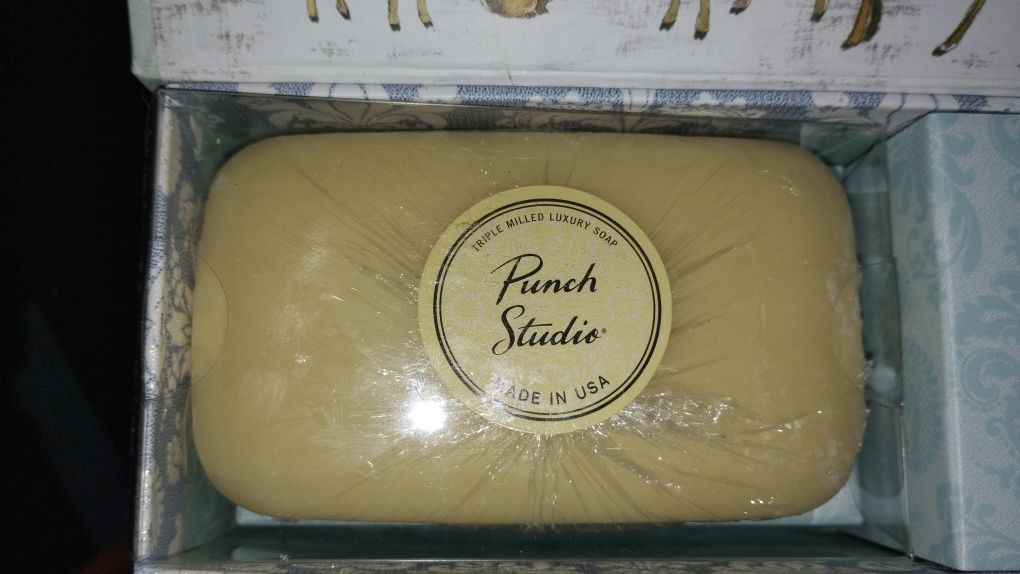 TRIPLE MILLED LUXURY SOAP
Punch
Studio®
MADE IN USA